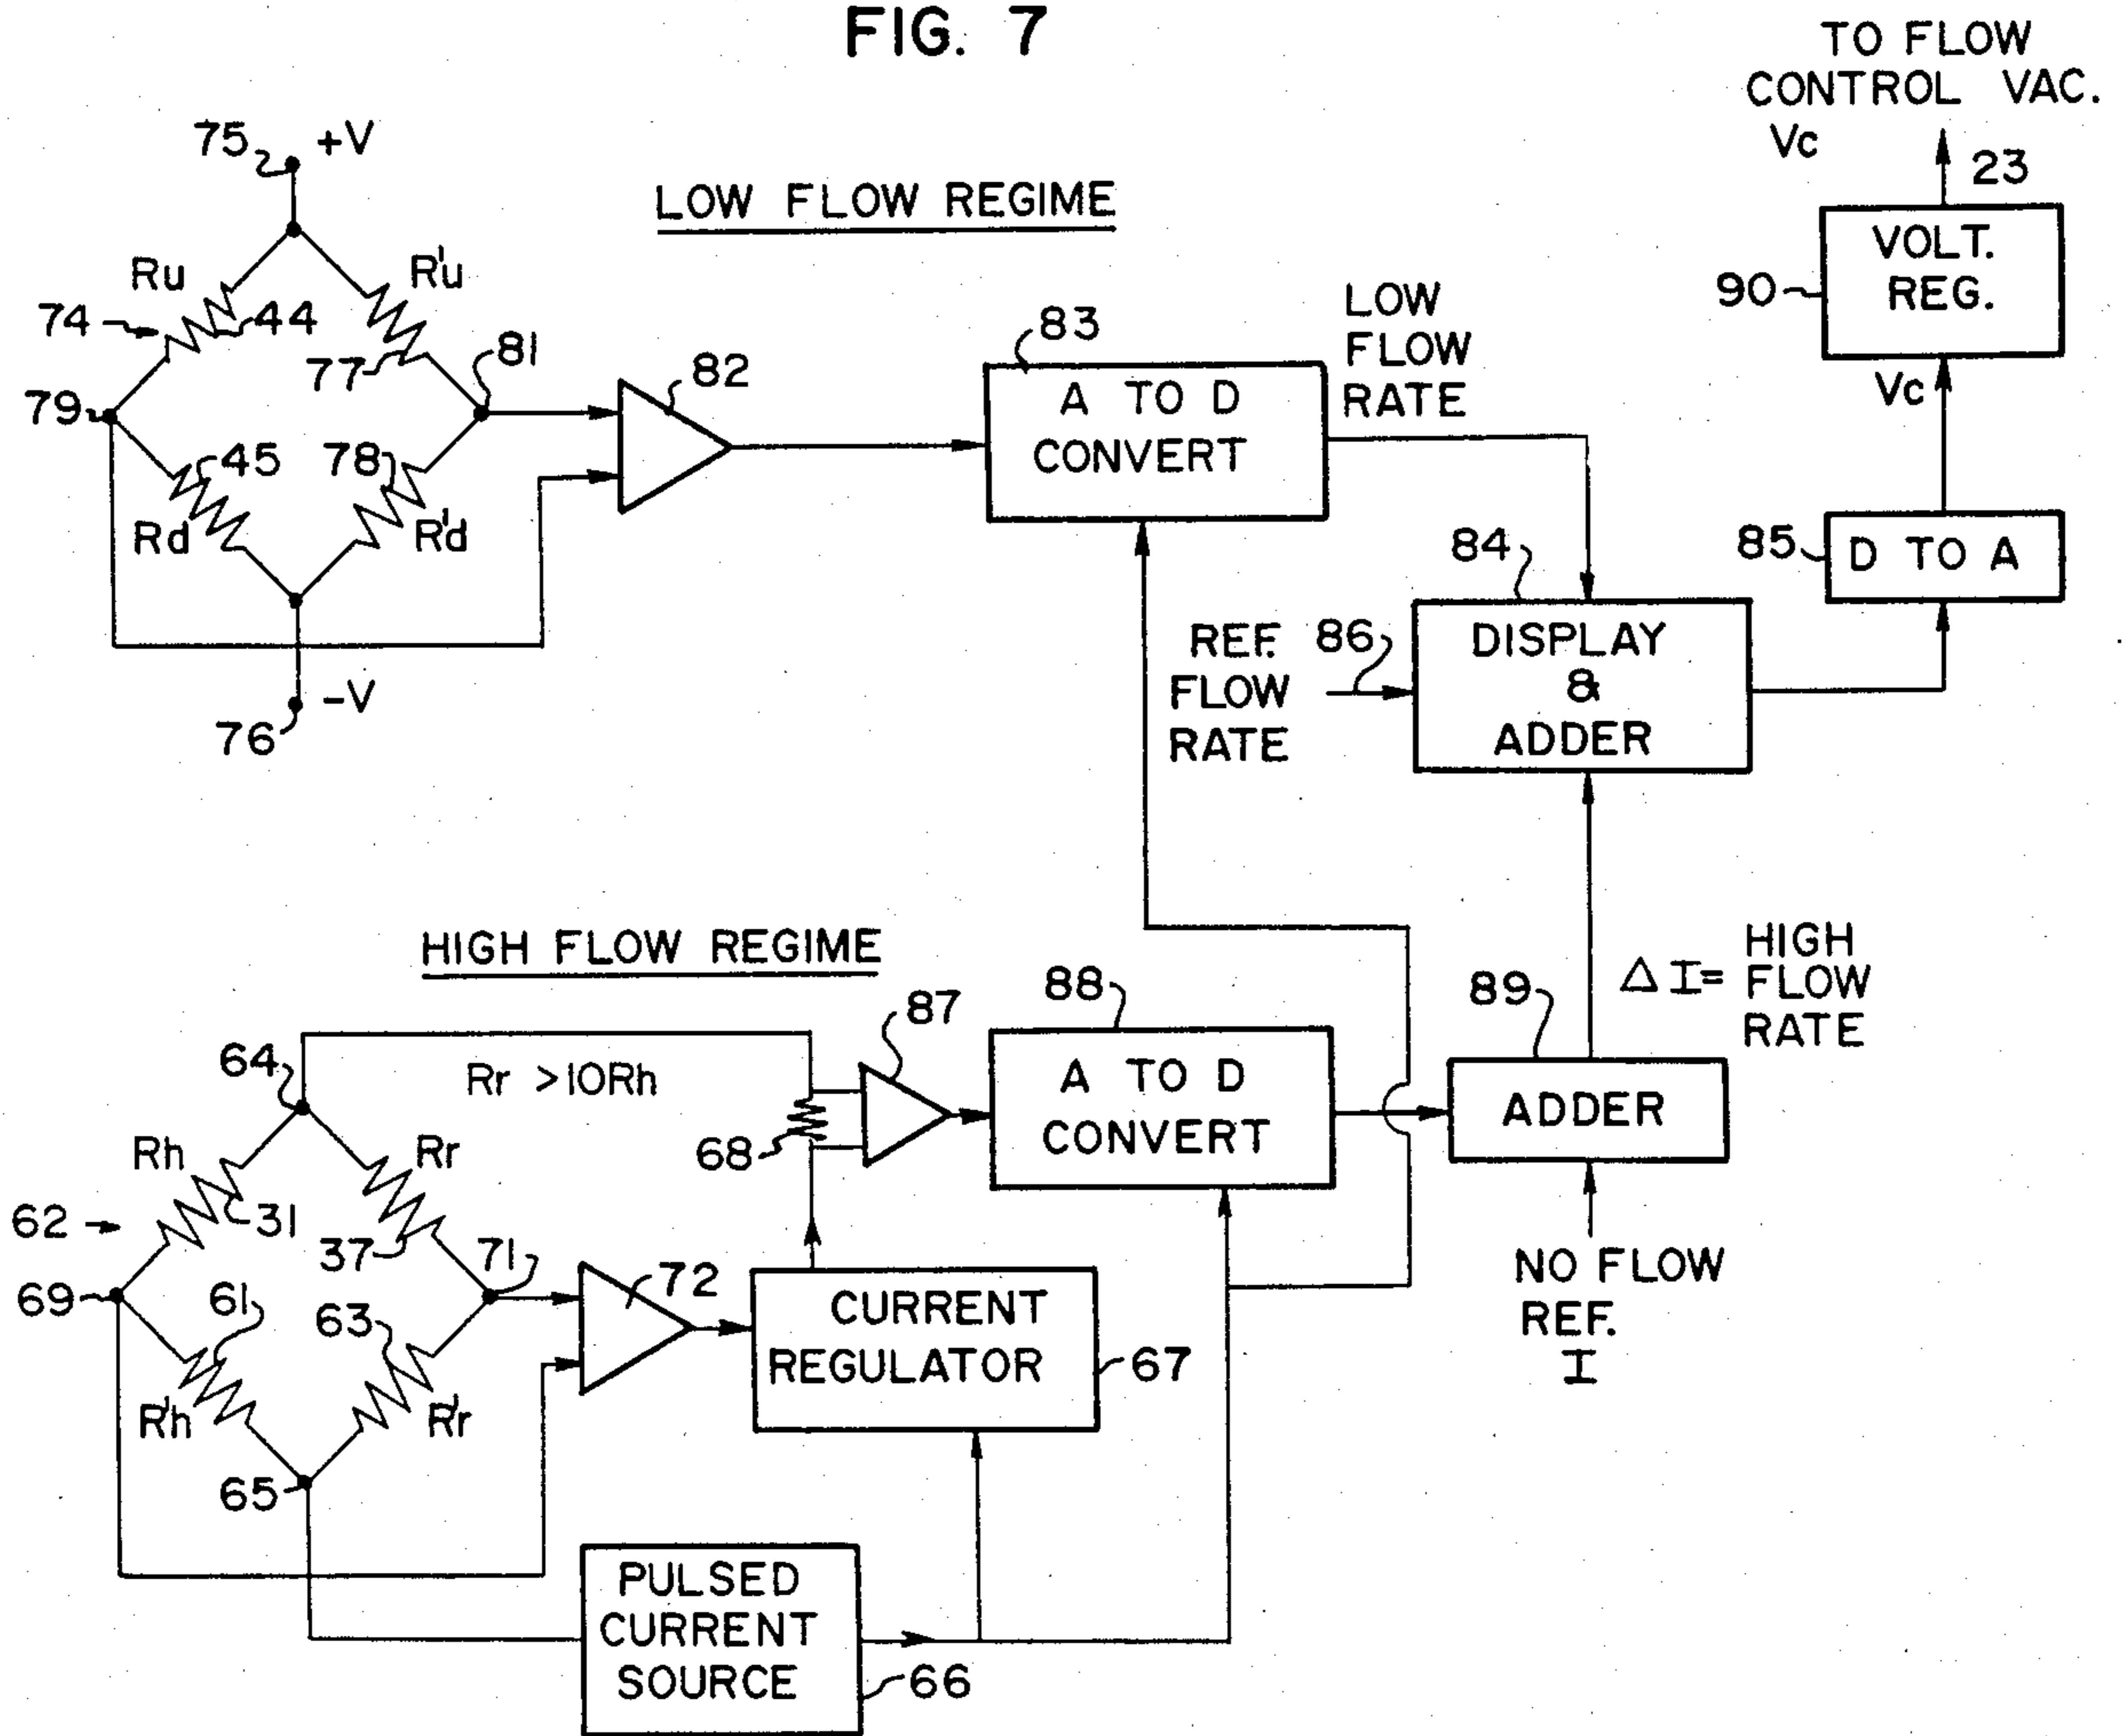 FIG. 7
TO FLOW
CONTROL VAC.
Vc
23
75
+V
LOW FLOW REGIME
VOLT.
REG.
90
Ru
R'u
74
44
77
81
82
83
A TO D
CONVERT
LOW
FLOW
RATE
Vc
79
45
78
Rd
R'd
84
85
D TO A
REF.
FLOW
RATE
86
DISPLAY
&
ADDER
-V
76
HIGH FLOW REGIME
Δ I = HIGH
FLOW
RATE
64
Rr >10Rh
87
88
A TO D
CONVERT
89
ADDER
68
Rh
Rr
62
31
37
71
72
69
61
63
CURRENT
REGULATOR
67
NO FLOW
REF.
I
R'h
R'r
65
PULSED
CURRENT
SOURCE
66